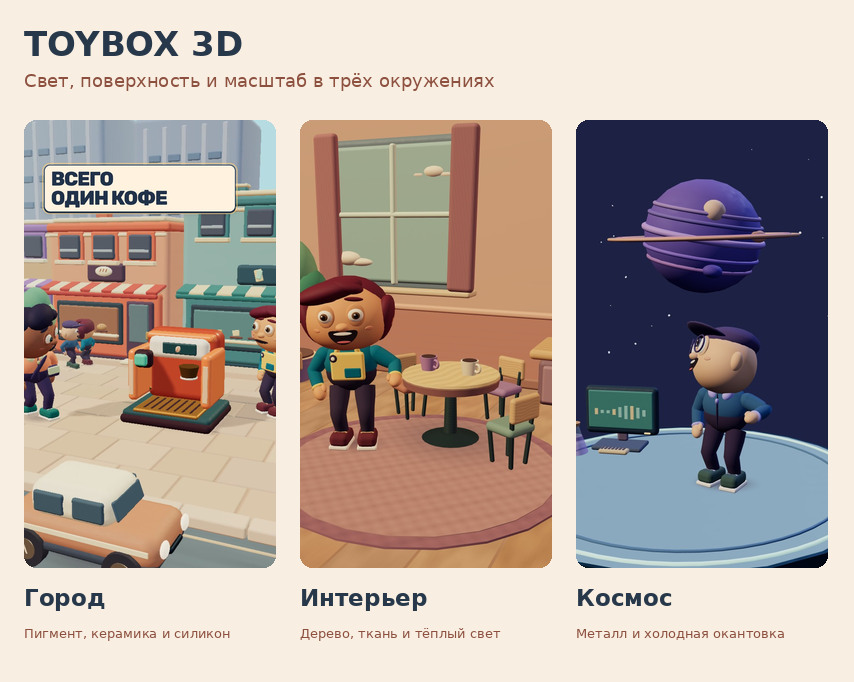 TOYBOX 3D
Свет, поверхность и масштаб в трёх окружениях
ВСЕГО
ОДИН КОФЕ
Город
Интерьер
Космос
Пигмент, керамика и силикон
Дерево, ткань и тёплый свет
Металл и холодная окантовка